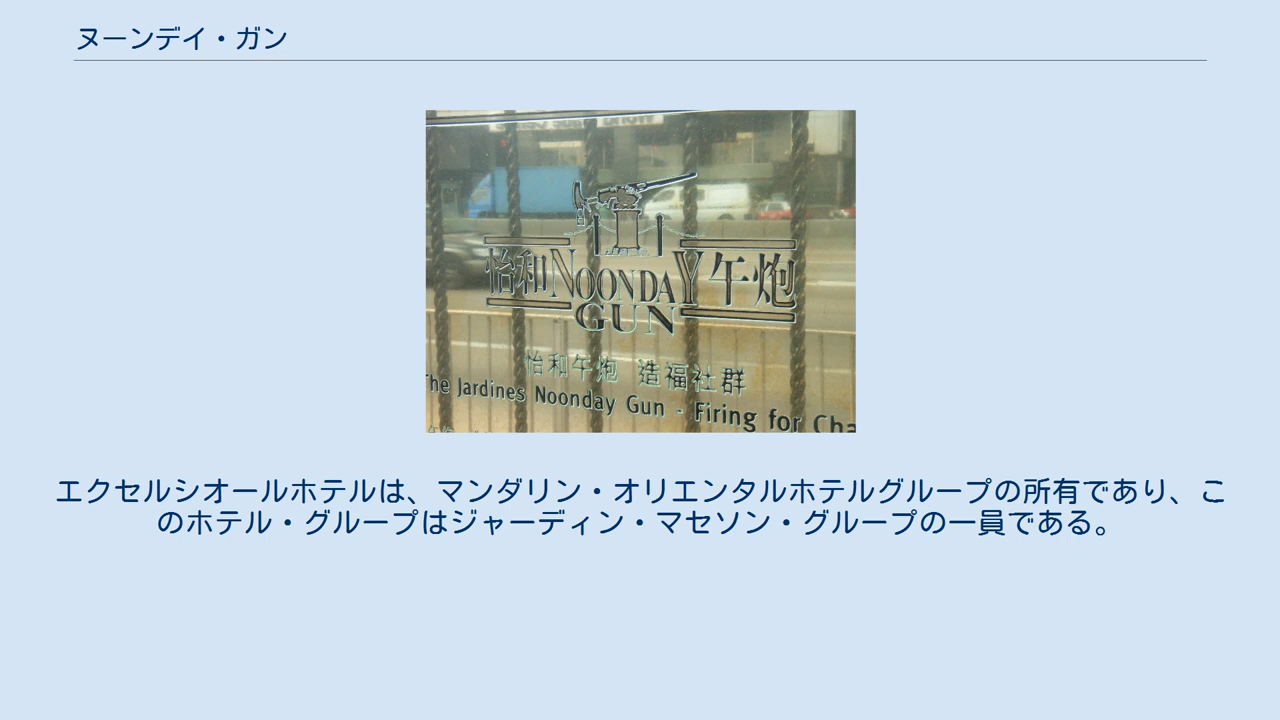 ヌーンデイ・ガン
怡和 NOONDAY 午炮
GUN
怡和午炮 造福社群
The Jardines Noonday Gun - Firing for Cha
エクセルシオールホテルは、マンダリン・オリエンタルホテルグループの所有であり、こ
のホテル・グループはジャーディン・マセソン・グループの一員である。